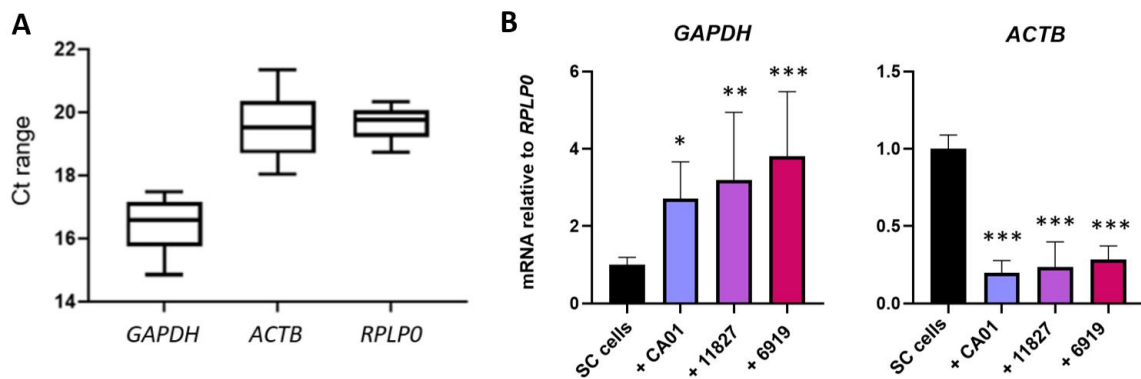 A
Ct range
22
20
18
16
14
GAPDH
ACTB
RPLP0
B
mRNA relative to RPLP0
GAPDH
6
4
2
0
*
**
***
SC cells
+ CA01
+ 11827
+ 6919
ACTB
1.5
1.0
0.5
0.0
***
***
***
SC cells
+ CA01
+ 11827
+ 6919